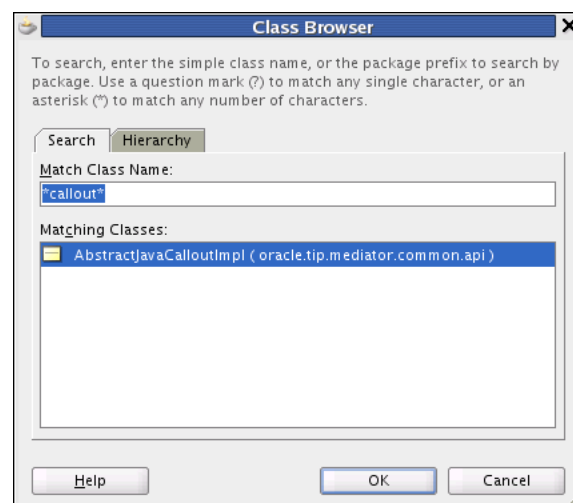 Class Browser
To search, enter the simple class name, or the package prefix to search by
package. Use a question mark (?) to match any single character, or an
asterisk (*) to match any number of characters.
Search Hierarchy
Match Class Name:
*callout*
Matching Classes:
AbstractJavaCalloutImpl ( oracle.tip.mediator.common.api )
Help OK Cancel